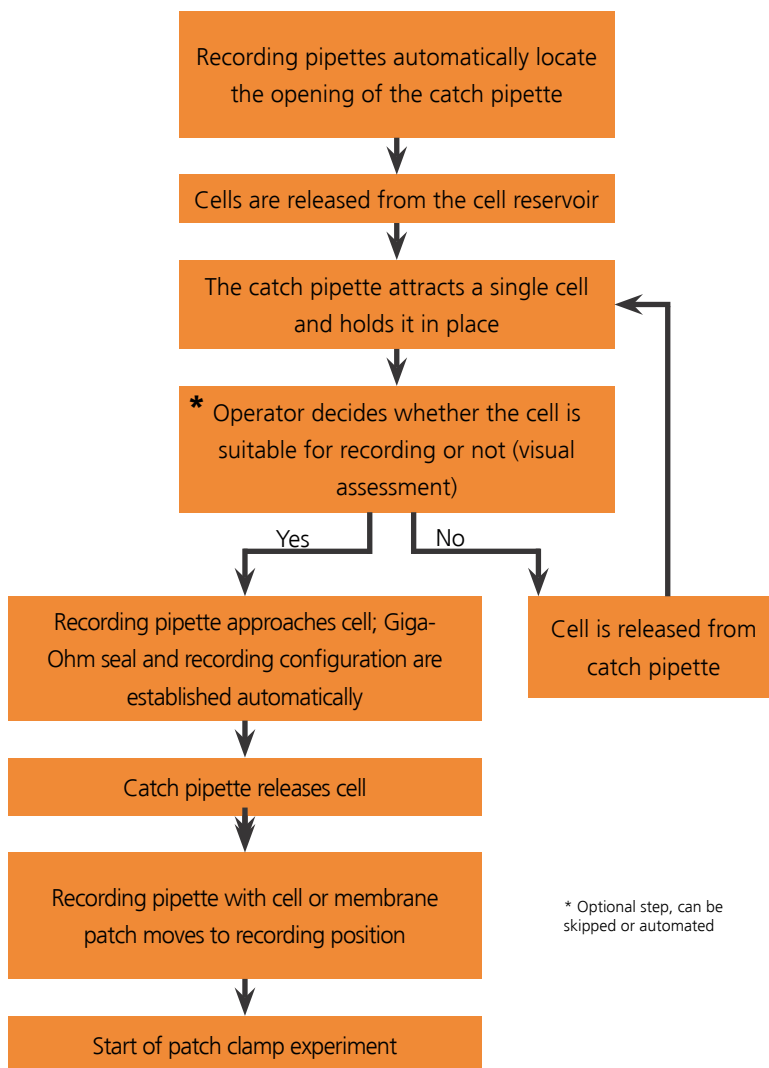 Recording pipettes automatically locate
the opening of the catch pipette
Cells are released from the cell reservoir
The catch pipette attracts a single cell
and holds it in place
* Operator decides whether the cell is
suitable for recording or not (visual
assessment)
Yes
No
Recording pipette approaches cell; Giga-
Ohm seal and recording configuration are
established automatically
Cell is released from
catch pipette
Catch pipette releases cell
Recording pipette with cell or membrane
patch moves to recording position
* Optional step, can be
skipped or automated
Start of patch clamp experiment